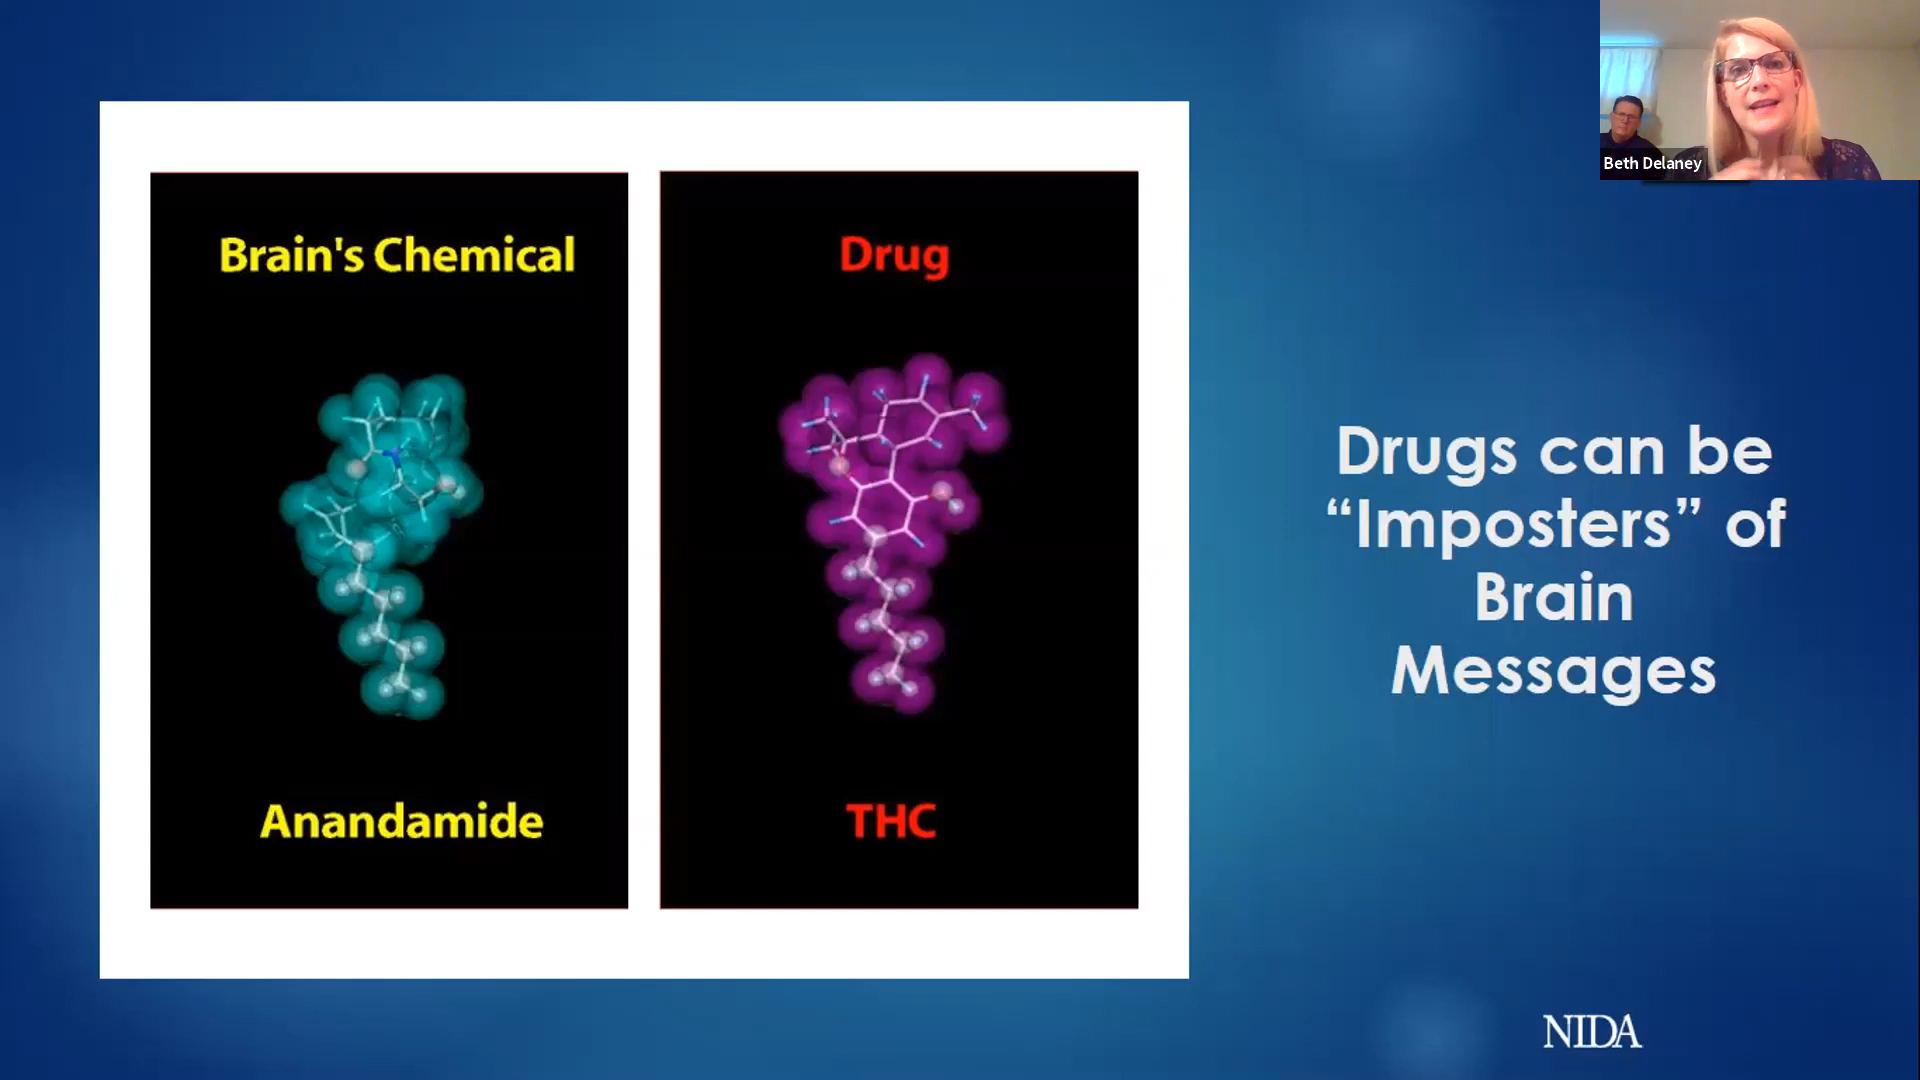 Beth Delaney
Brain's Chemical
Drug
Anandamide
THC
Drugs can be
“Imposters” of
Brain
Messages
NIDA